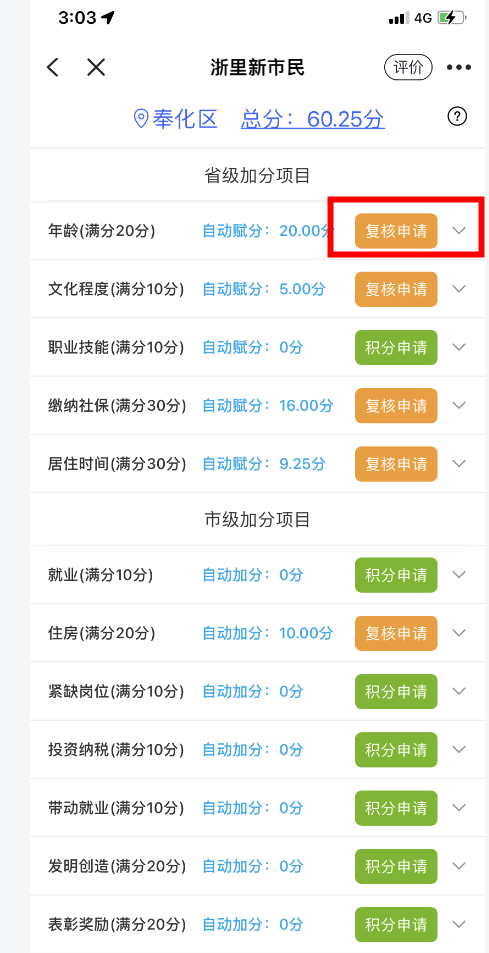 3:03 4G
浙里新市民 评价
奉化区 总分：60.25分 ?
省级加分项目
年龄(满分20分) 自动赋分：20.00分 复核申请
文化程度(满分10分) 自动赋分：5.00分 复核申请
职业技能(满分10分) 自动赋分：0分 积分申请
缴纳社保(满分30分) 自动赋分：16.00分 复核申请
居住时间(满分30分) 自动赋分：9.25分 复核申请
市级加分项目
就业(满分10分) 自动加分：0分 积分申请
住房(满分20分) 自动加分：10.00分 复核申请
紧缺岗位(满分10分) 自动加分：0分 积分申请
投资纳税(满分10分) 自动加分：0分 积分申请
带动就业(满分10分) 自动加分：0分 积分申请
发明创造(满分20分) 自动加分：0分 积分申请
表彰奖励(满分20分) 自动加分：0分 积分申请